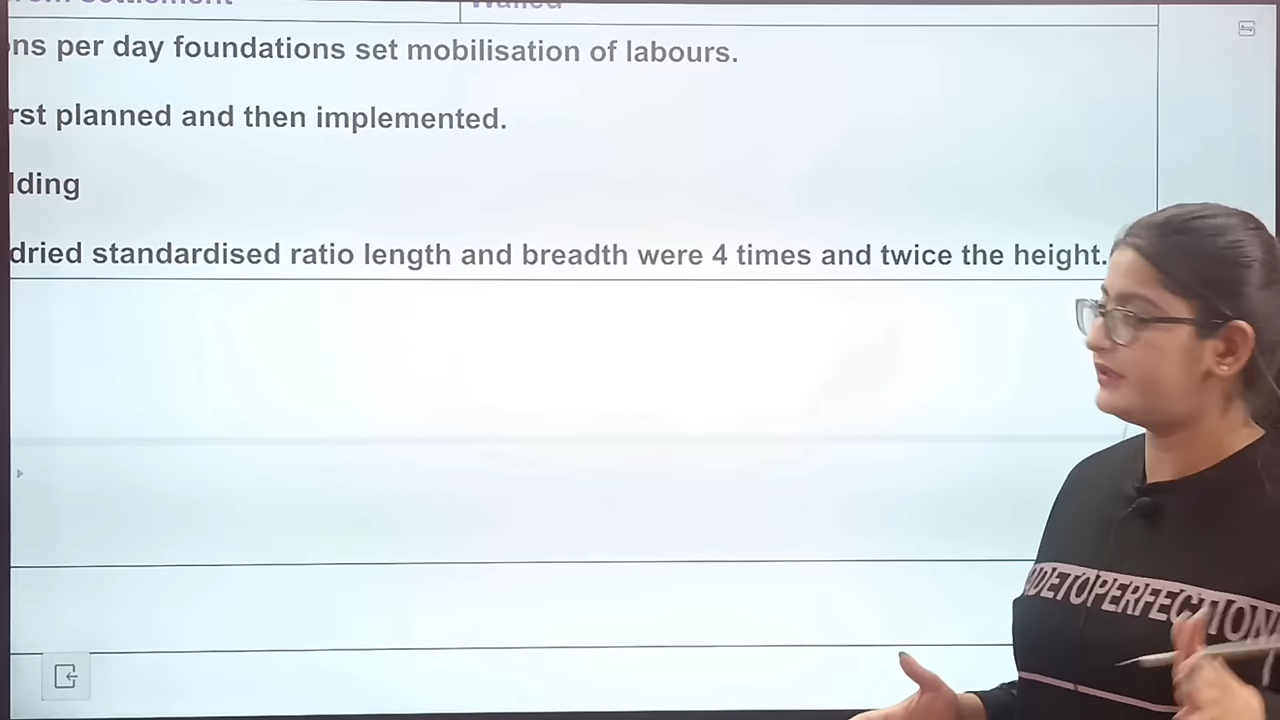 ns per day foundations set mobilisation of labours.
rst planned and then implemented.
lding
dried standardised ratio length and breadth were 4 times and twice the height.
ADETOPERFECTION